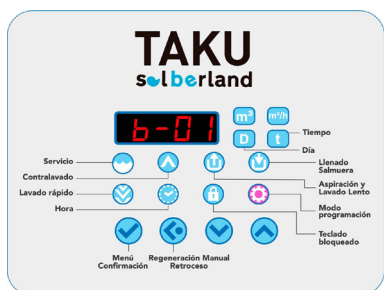 TAKU
solberland
b-01
m³
m³/h
D
t
Tiempo
Día
Servicio
Contralavado
Lavado rápido
Hora
Llenado
Salmuera
Aspiración y
Lavado Lento
Modo
programación
Teclado
bloqueado
Menú
Confirmación
Regeneración Manual
Retroceso